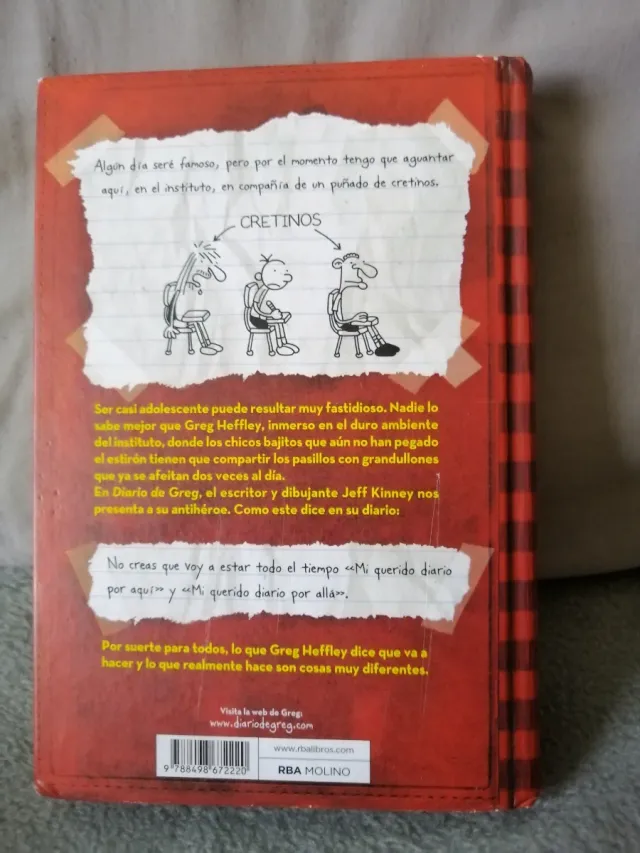 Algún día seré famoso, pero por el momento tengo que aguantar
aquí, en el instituto, en compañía de un puñado de cretinos.
CRETINOS
Ser casi adolescente puede resultar muy fastidioso. Nadie lo
sabe mejor que Greg Heffley, inmerso en el duro ambiente
del instituto, donde los chicos bajitos que aún no han pegado
el estirón tienen que compartir los pasillos con grandullones
que ya se afeitan dos veces al día.
En Diario de Greg, el escritor y dibujante Jeff Kinney nos
presenta a su antihéroe. Como este dice en su diario:
No creas que voy a estar todo el tiempo «Mi querido diario
por aquí» y «Mi querido diario por allá».
Por suerte para todos, lo que Greg Heffley dice que va a
hacer y lo que realmente hace son cosas muy diferentes.
Visita la web de Greg:
www.diariodegreg.com
www.rbalibros.com
RBA MOLINO
9 788498 672220